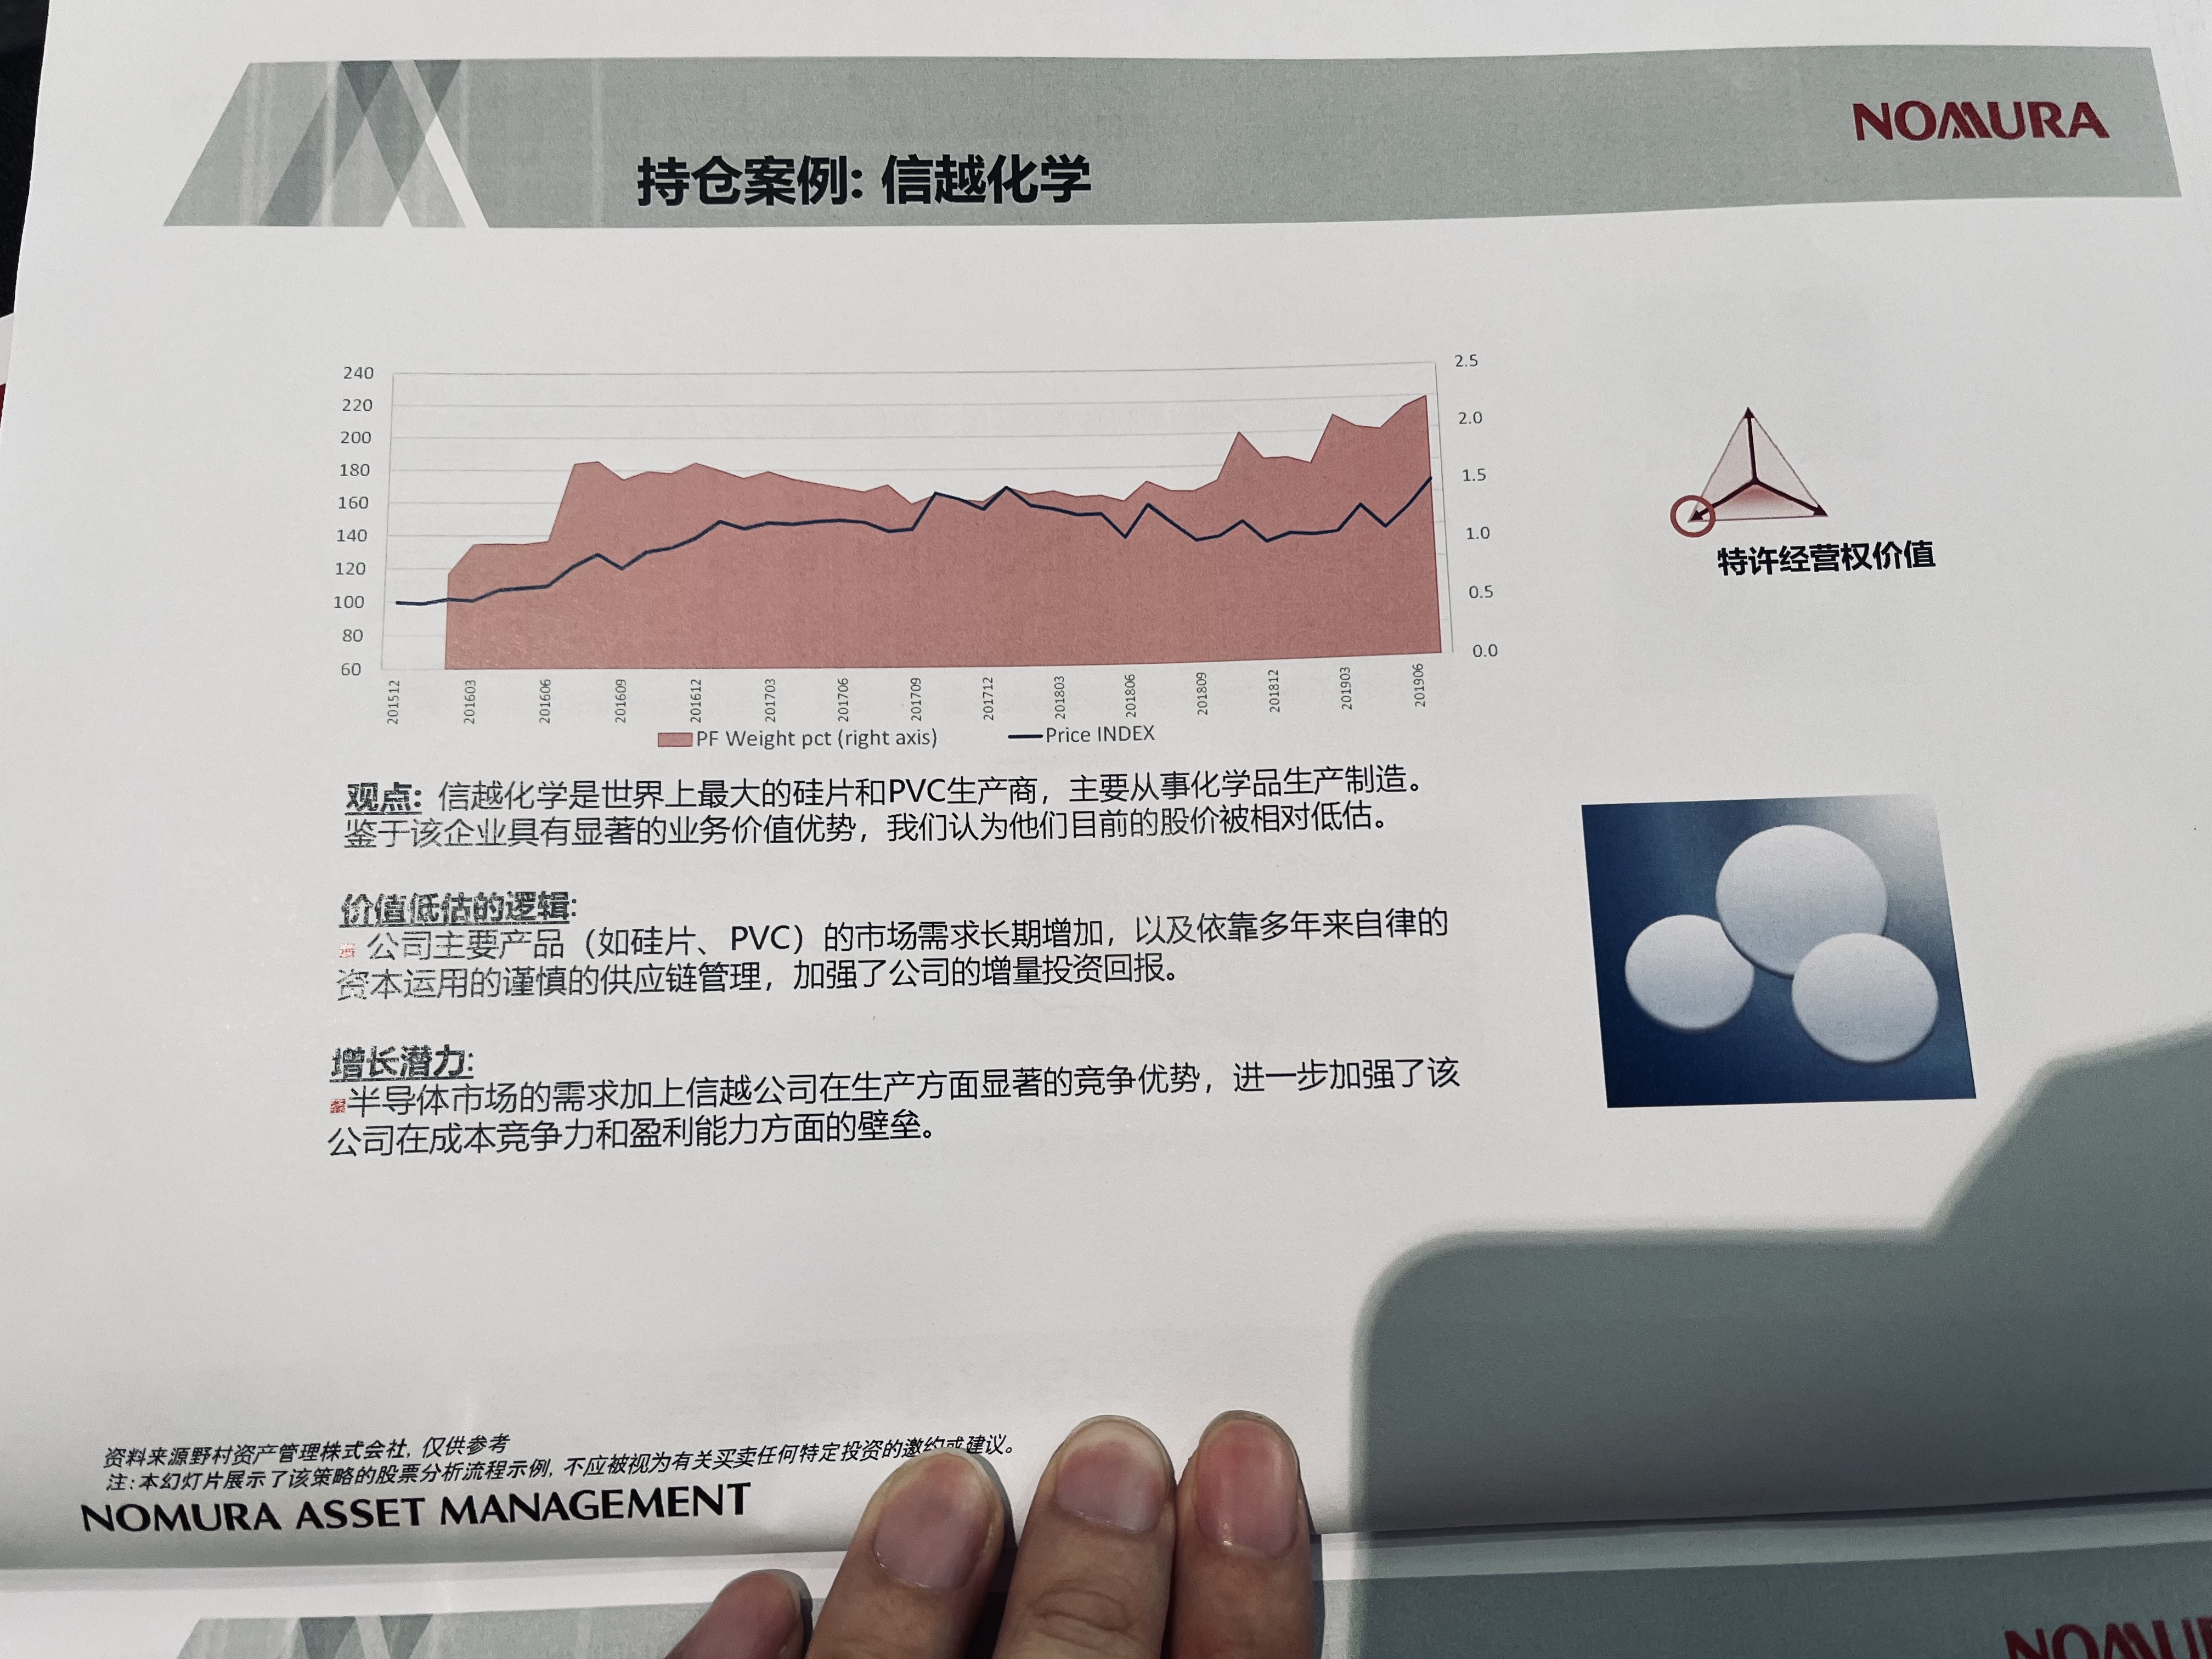 NOMURA
持仓案例: 信越化学
240
220
200
180
160
140
120
100
80
60
2.5
2.0
1.5
1.0
0.5
0.0
201512
201603
201606
201609
201612
201703
201706
201709
201712
201803
201806
201809
201812
201903
201906
PF Weight pct (right axis)
Price INDEX
特许经营权价值
观点: 信越化学是世界上最大的硅片和PVC生产商，主要从事化学品生产制造。
鉴于该企业具有显著的业务价值优势，我们认为他们目前的股价被相对低估。
价值低估的逻辑:
公司主要产品（如硅片、PVC）的市场需求长期增加，以及依靠多年来自律的
资本运用的谨慎的供应链管理，加强了公司的增量投资回报。
增长潜力:
半导体市场的需求加上信越公司在生产方面显著的竞争优势，进一步加强了该
公司在成本竞争力和盈利能力方面的壁垒。
资料来源野村资产管理株式会社, 仅供参考
注: 本幻灯片展示了该策略的股票分析流程示例, 不应被视为有关买卖任何特定投资的邀约或建议。
NOMURA ASSET MANAGEMENT
NOMU